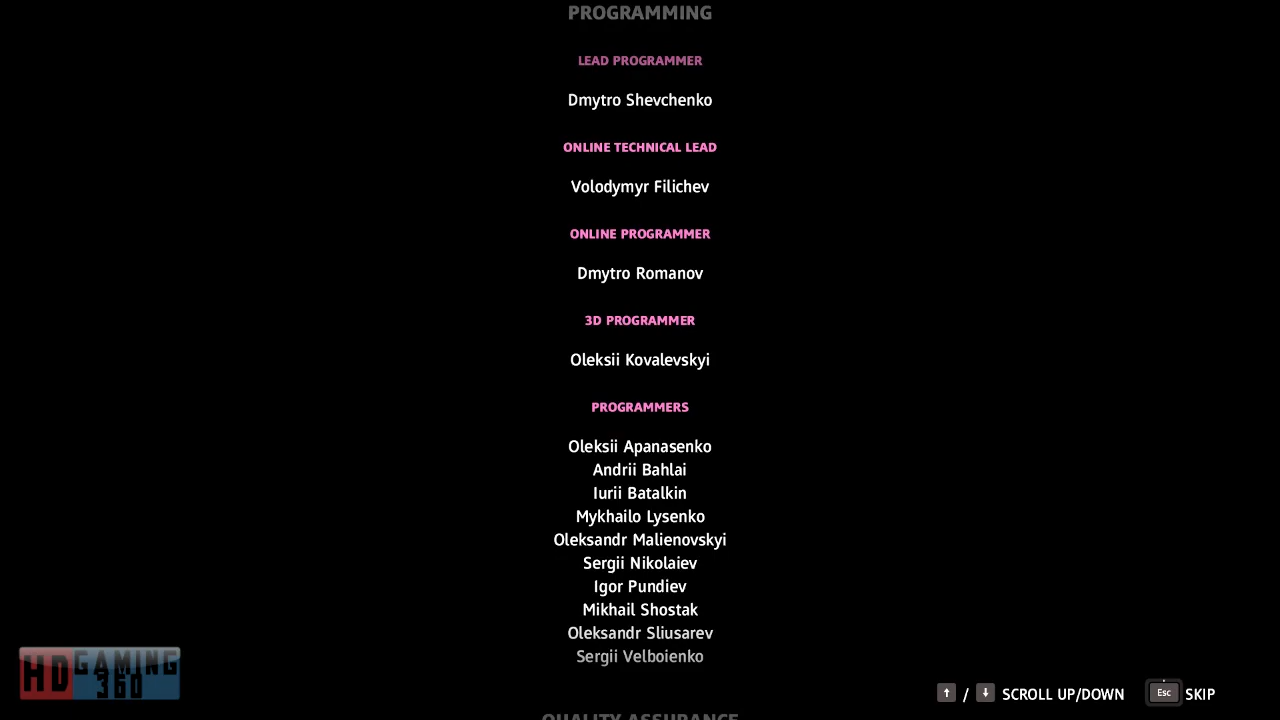 PROGRAMMING
LEAD PROGRAMMER
Dmytro Shevchenko
ONLINE TECHNICAL LEAD
Volodymyr Filichev
ONLINE PROGRAMMER
Dmytro Romanov
3D PROGRAMMER
Oleksii Kovalevskyi
PROGRAMMERS
Oleksii Apanasenko
Andrii Bahlai
Iurii Batalkin
Mykhailo Lysenko
Oleksandr Malienovskyi
Sergii Nikolaiev
Igor Pundiev
Mikhail Shostak
Oleksandr Sliusarev
Sergii Velboienko
QUALITY ASSURANCE
HD GAMING
360
/ SCROLL UP/DOWN Esc SKIP